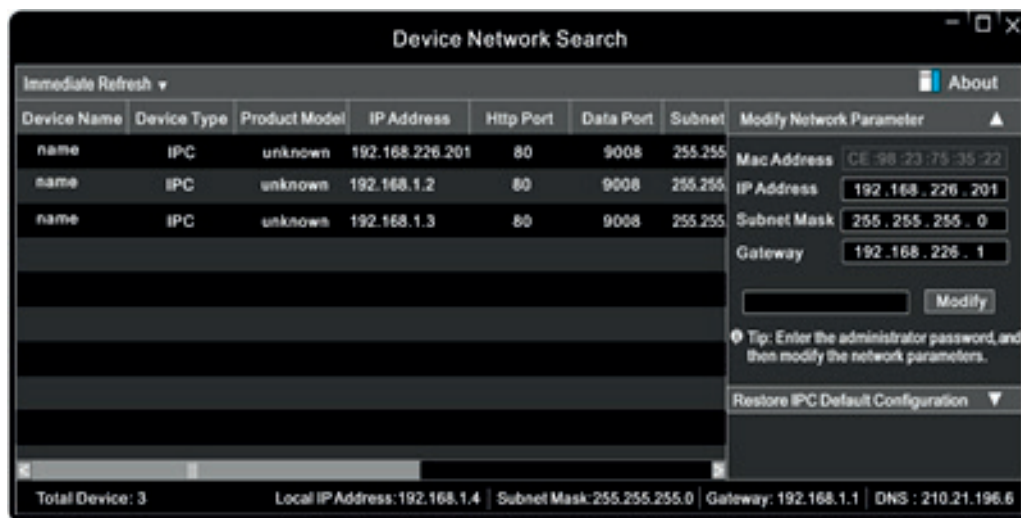 Device Network Search
Immediate Refresh
About
Device Name Device Type Product Model IP Address Http Port Data Port Subnet
name IPC unknown 192.168.226.201 80 9008 255.255
name IPC unknown 192.168.1.2 80 9008 255.255.
name IPC unknown 192.168.1.3 80 9008 255.255.
Modify Network Parameter
Mac Address CE :98 :23 :75 :35 :22
IP Address 192 .168 .226 . 201
Subnet Mask 255 . 255 . 255 . 0
Gateway 192 .168 .226 . 1
Modify
Tip: Enter the administrator password, and
then modify the network parameters.
Restore IPC Default Configuration
Total Device: 3 Local IP Address:192.168.1.4 Subnet Mask:255.255.255.0 Gateway: 192.168.1.1 DNS : 210.21.196.6